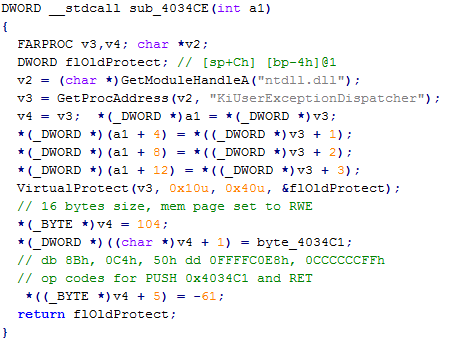 DWORD __stdcall sub_4034CE(int a1)
{
  FARPROC v3,v4; char *v2;
  DWORD flOldProtect; // [sp+Ch] [bp-4h]@1
  v2 = (char *)GetModuleHandleA("ntdll.dll");
  v3 = GetProcAddress(v2, "KiUserExceptionDispatcher");
  v4 = v3;  *(_DWORD *)a1 = *(_DWORD *)v3;
  *(_DWORD *)(a1 + 4) = *((_DWORD *)v3 + 1);
  *(_DWORD *)(a1 + 8) = *((_DWORD *)v3 + 2);
  *(_DWORD *)(a1 + 12) = *((_DWORD *)v3 + 3);
  VirtualProtect(v3, 0x10u, 0x40u, &flOldProtect);
  // 16 bytes size, mem page set to RWE
  *(_BYTE *)v4 = 104;
  *(_DWORD *)((char *)v4 + 1) = byte_4034C1;
  // db 8Bh, 0C4h, 50h dd 0FFFFC0E8h, 0CCCCCCFFh
  // op codes for PUSH 0x4034C1 and RET
   *((_BYTE *)v4 + 5) = -61;
  return flOldProtect;
}